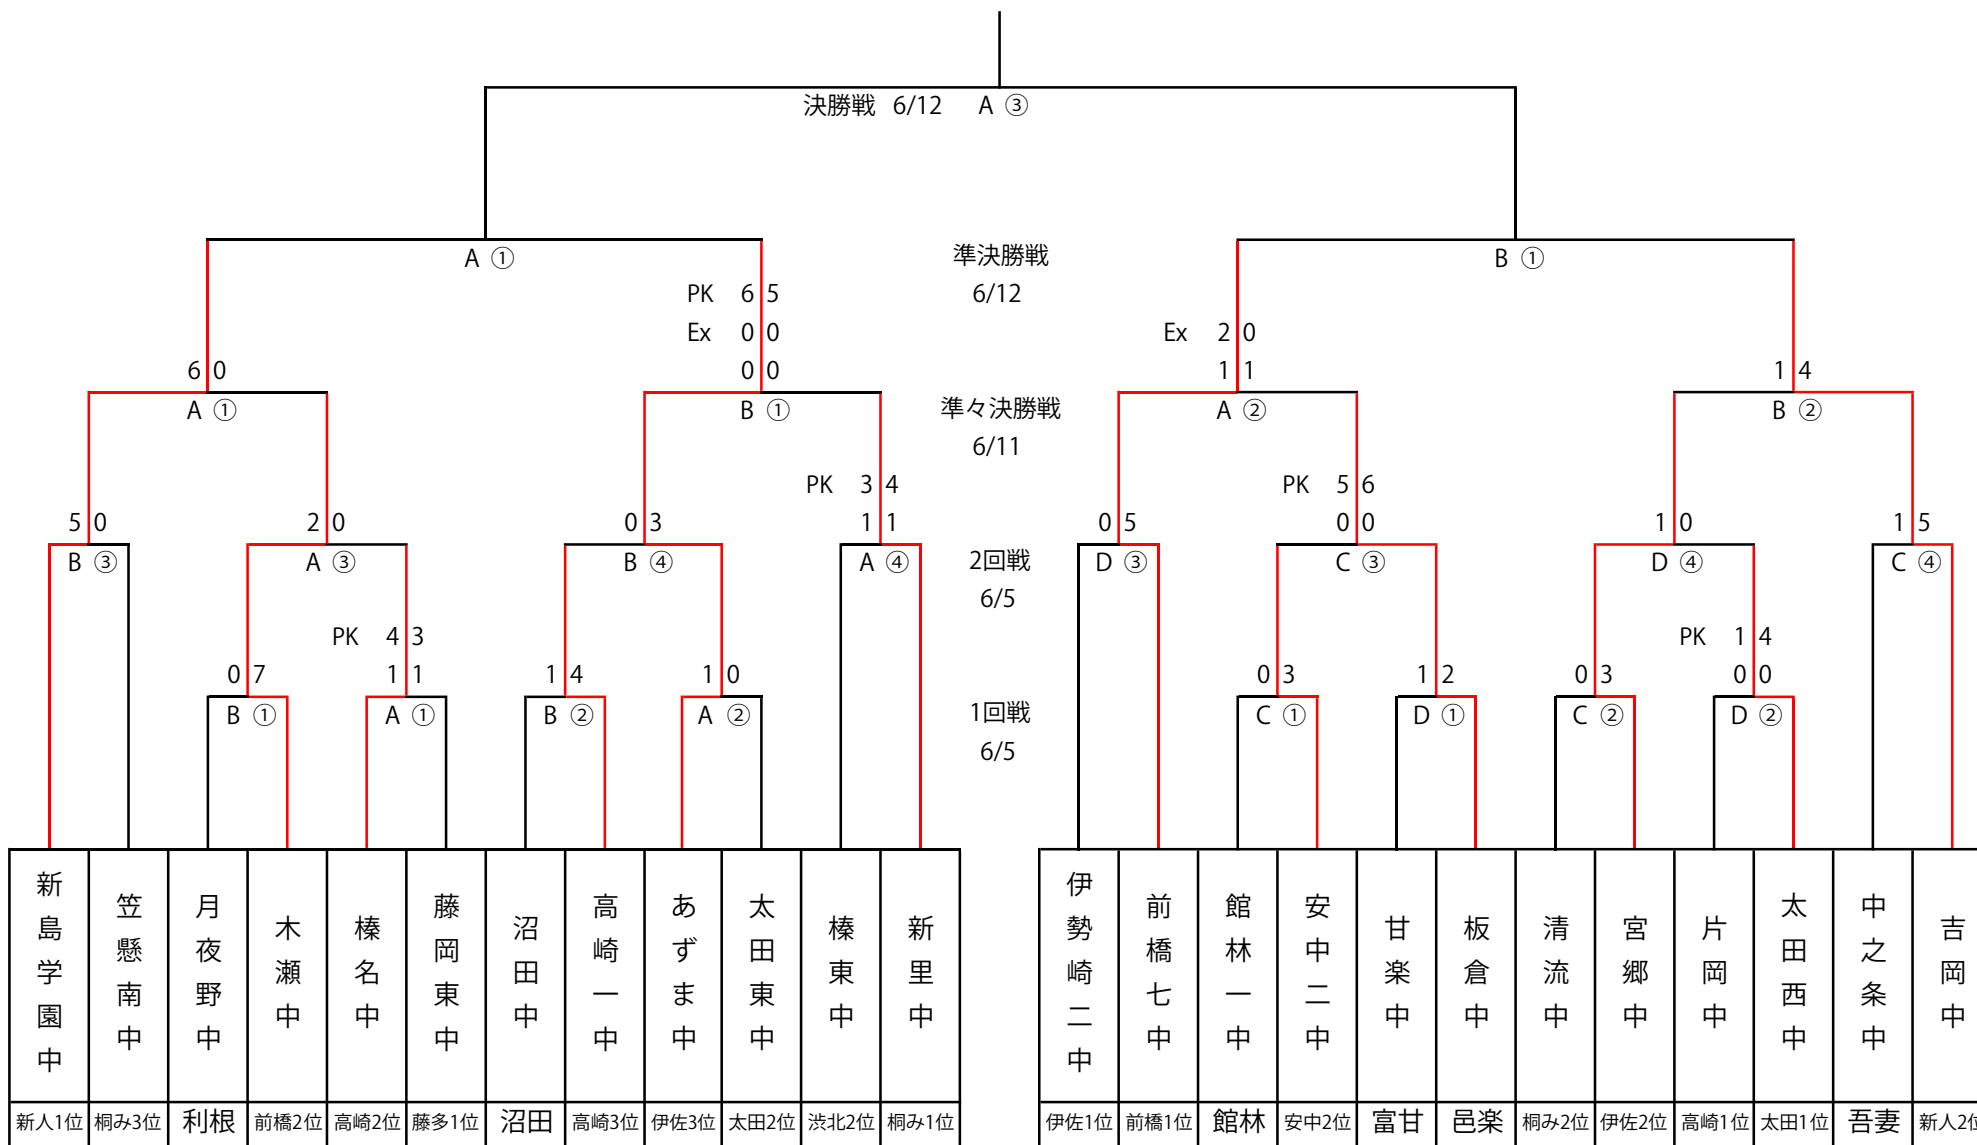 決勝戦 6/12 A ③
A ①
準決勝戦
B ①
PK 6 5
6/12
Ex 0 0
Ex 2 0
6 0
0 0
1 1
1 4
A ①
B ①
準々決勝戦
A ②
B ②
6/11
PK 3 4
PK 5 6
5 0
2 0
0 3
1 1
0 5
0 0
1 0
1 5
B ③
A ③
B ④
A ④
2回戦
D ③
C ③
D ④
C ④
6/5
PK 4 3
PK 1 4
0 7
1 1
1 4
1 0
0 3
1 2
0 3
0 0
B ①
A ①
B ②
A ②
1回戦
C ①
D ①
C ②
D ②
6/5
新島学園中
笠懸南中
月夜野中
木瀬中
榛名中
藤岡東中
沼田中
高崎一中
あずま中
太田東中
榛東中
新里中
伊勢崎二中
前橋七中
館林一中
安中二中
甘楽中
板倉中
清流中
宮郷中
片岡中
太田西中
中之条中
吉岡中
新人1位
桐み3位
利根
前橋2位
高崎2位
藤多1位
沼田
高崎3位
伊佐3位
太田2位
渋北2位
桐み1位
伊佐1位
前橋1位
館林
安中2位
富甘
邑楽
桐み2位
伊佐2位
高崎1位
太田1位
吾妻
新人2位